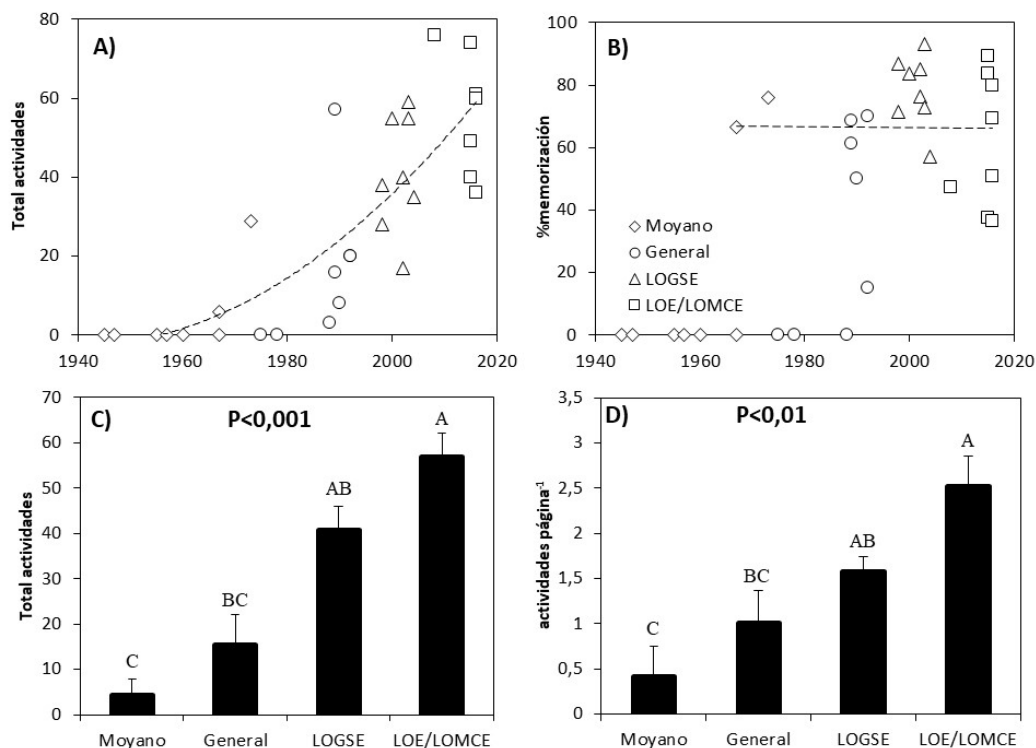 A)
Total actividades
80
60
40
20
0
1940 1960 1980 2000 2020
B)
%memorización
100
80
60
40
20
0
Moyano
General
LOGSE
LOE/LOMCE
1940 1960 1980 2000 2020
C) P<0,001
Total actividades
70
60
50
40
30
20
10
0
C BC AB A
Moyano General LOGSE LOE/LOMCE
D) P<0,01
actividades página⁻¹
3,5
3
2,5
2
1,5
1
0,5
0
C BC AB A
Moyano General LOGSE LOE/LOMCE